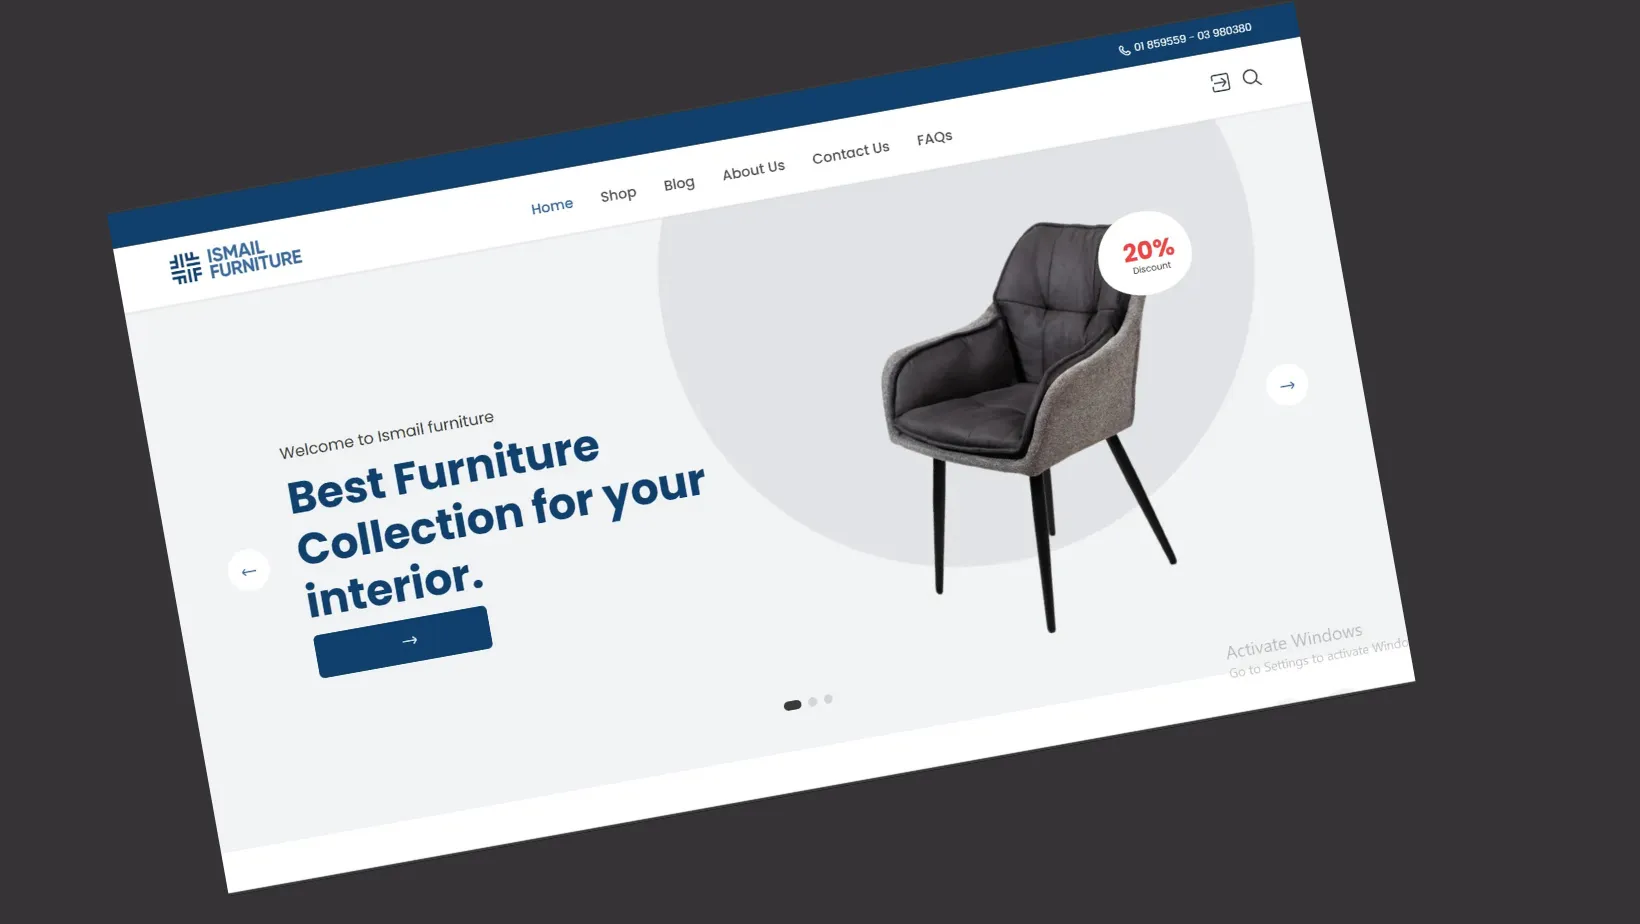 01 859559 - 03 980380
ISMAIL
FURNITURE
Home Shop Blog About Us Contact Us FAQs
20%
Discount
Welcome to Ismail furniture
Best Furniture
Collection for your
interior.
Activate Windows
Go to Settings to activate Windo